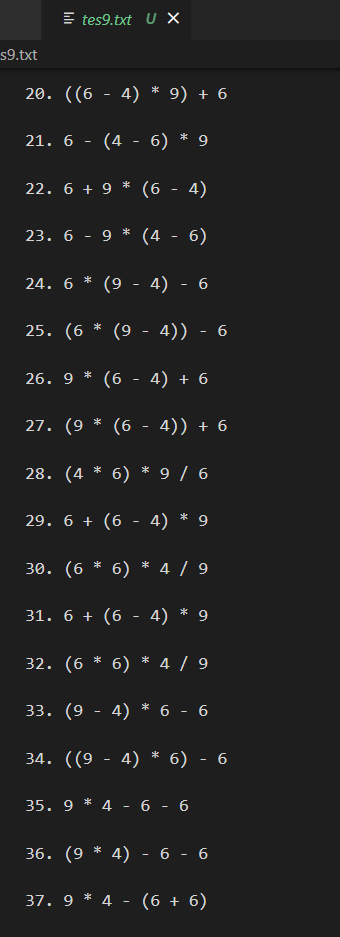 tes9.txt U ×
s9.txt
20. ((6 - 4) * 9) + 6
21. 6 - (4 - 6) * 9
22. 6 + 9 * (6 - 4)
23. 6 - 9 * (4 - 6)
24. 6 * (9 - 4) - 6
25. (6 * (9 - 4)) - 6
26. 9 * (6 - 4) + 6
27. (9 * (6 - 4)) + 6
28. (4 * 6) * 9 / 6
29. 6 + (6 - 4) * 9
30. (6 * 6) * 4 / 9
31. 6 + (6 - 4) * 9
32. (6 * 6) * 4 / 9
33. (9 - 4) * 6 - 6
34. ((9 - 4) * 6) - 6
35. 9 * 4 - 6 - 6
36. (9 * 4) - 6 - 6
37. 9 * 4 - (6 + 6)